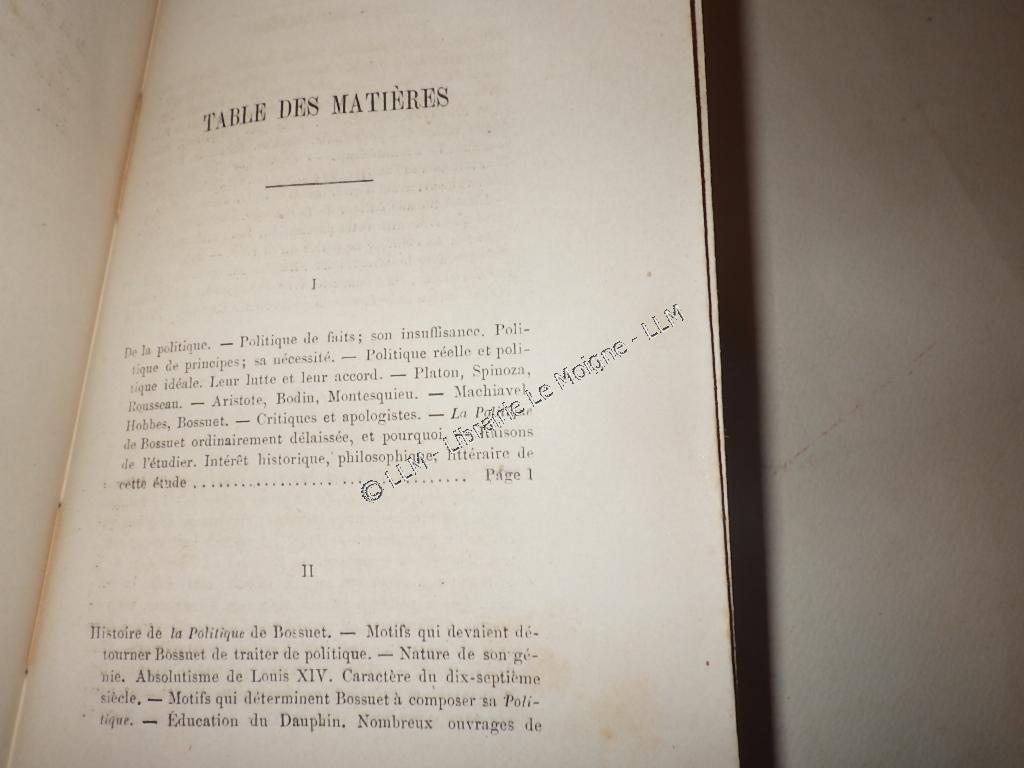 TABLE DES MATIÈRES
I
De la politique. — Politique de faits; son insuffisance. Poli-
tique de principes; sa nécessité. — Politique réelle et poli-
tique idéale. Leur lutte et leur accord. — Platon, Spinoza,
Rousseau. — Aristote, Bodin, Montesquieu. — Machiavel,
Hobbes, Bossuet. — Critiques et apologistes. — La Politique
de Bossuet ordinairement délaissée, et pourquoi. Raisons
de l'étudier. Intérêt historique, philosophique, littéraire de
cette étude .................................. Page 1
II
Histoire de la Politique de Bossuet. — Motifs qui devaient dé-
tourner Bossuet de traiter de politique. — Nature de son gé-
nie. Absolutisme de Louis XIV. Caractère du dix-septième
siècle. — Motifs qui déterminent Bossuet à composer sa Poli-
tique. — Éducation du Dauphin. Nombreux ouvrages de
© LLM - Librairie Le Moigne - LLM